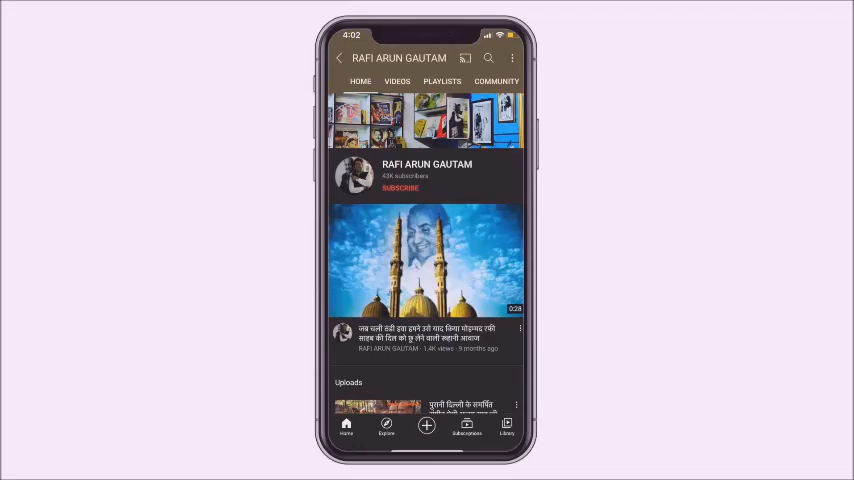 4:02
RAFI ARUN GAUTAM
HOME VIDEOS PLAYLISTS COMMUNITY
RAFI ARUN GAUTAM
43K subscribers
SUBSCRIBE
0:28
जब चली ठंडी हवा हमने उसे याद किया मोहम्मद रफी
साहब की दिल को छू लेने वाली रूहानी आवाज
RAFI ARUN GAUTAM · 1.4K views · 9 months ago
Uploads
पुरानी दिल्ली के समर्पित
Home Explore Subscriptions Library